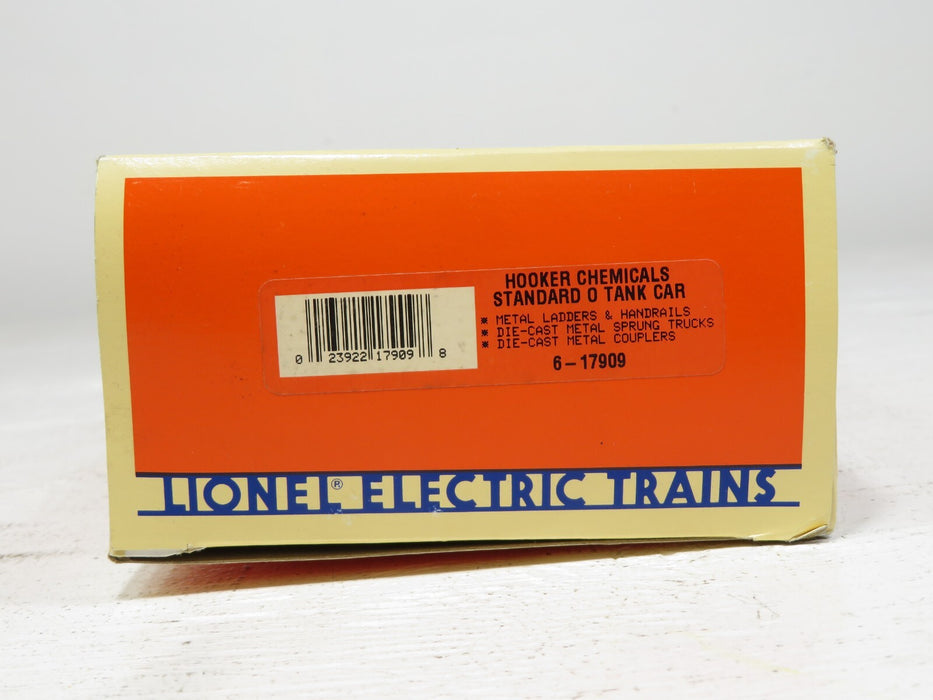 HOOKER CHEMICALS
STANDARD O TANK CAR
* METAL LADDERS & HANDRAILS
* DIE-CAST METAL SPRUNG TRUCKS
* DIE-CAST METAL COUPLERS
6-17909
0 23922 17909 8
LIONEL® ELECTRIC TRAINS